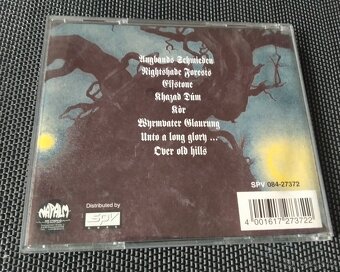 Angbands Schmieden
Nightshade Forests
Elfstone
Khazad Dûm
Kôr
Wyrmvater Glaurung
Unto a long glory ...
Over old hills
SPV 084-27372
NAPALM
Distributed by
SPV
4 001617 273722